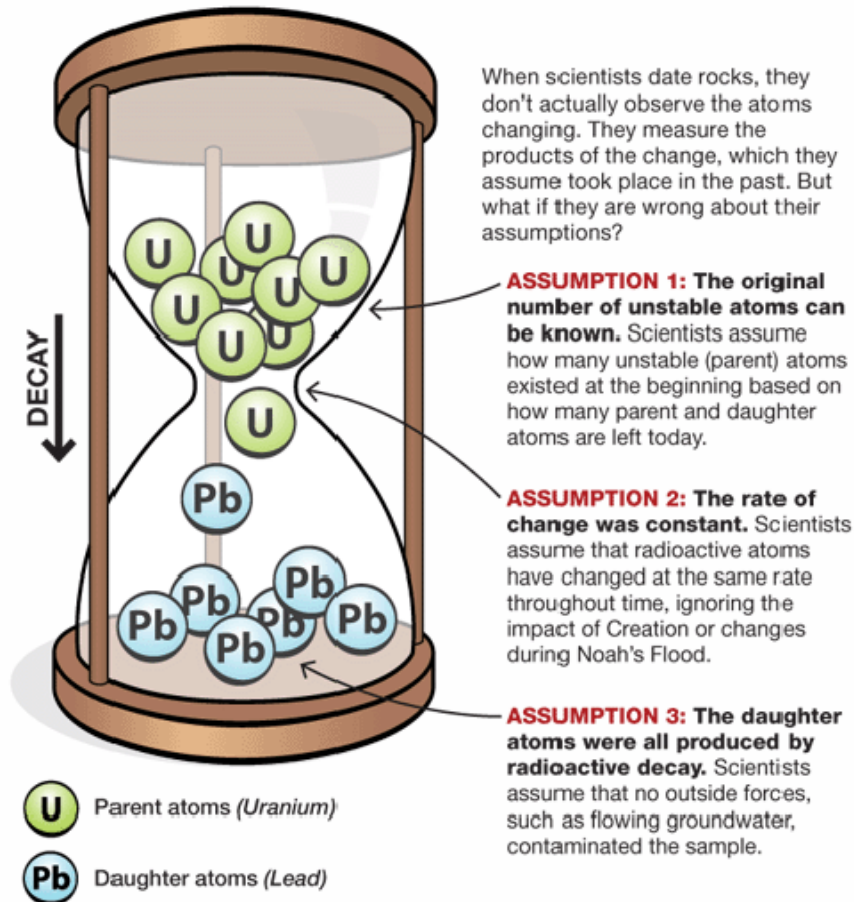 When scientists date rocks, they
don't actually observe the atoms
changing. They measure the
products of the change, which they
assume took place in the past. But
what if they are wrong about their
assumptions?
ASSUMPTION 1: The original
number of unstable atoms can
be known. Scientists assume
how many unstable (parent) atoms
existed at the beginning based on
how many parent and daughter
atoms are left today.
ASSUMPTION 2: The rate of
change was constant. Scientists
assume that radioactive atoms
have changed at the same rate
throughout time, ignoring the
impact of Creation or changes
during Noah's Flood.
ASSUMPTION 3: The daughter
atoms were all produced by
radioactive decay. Scientists
assume that no outside forces,
such as flowing groundwater,
contaminated the sample.
DECAY
U
U
U
U
U
U
U
U
U
Pb
Pb
Pb
Pb
Pb
Pb
Pb
U Parent atoms (Uranium)
Pb Daughter atoms (Lead)